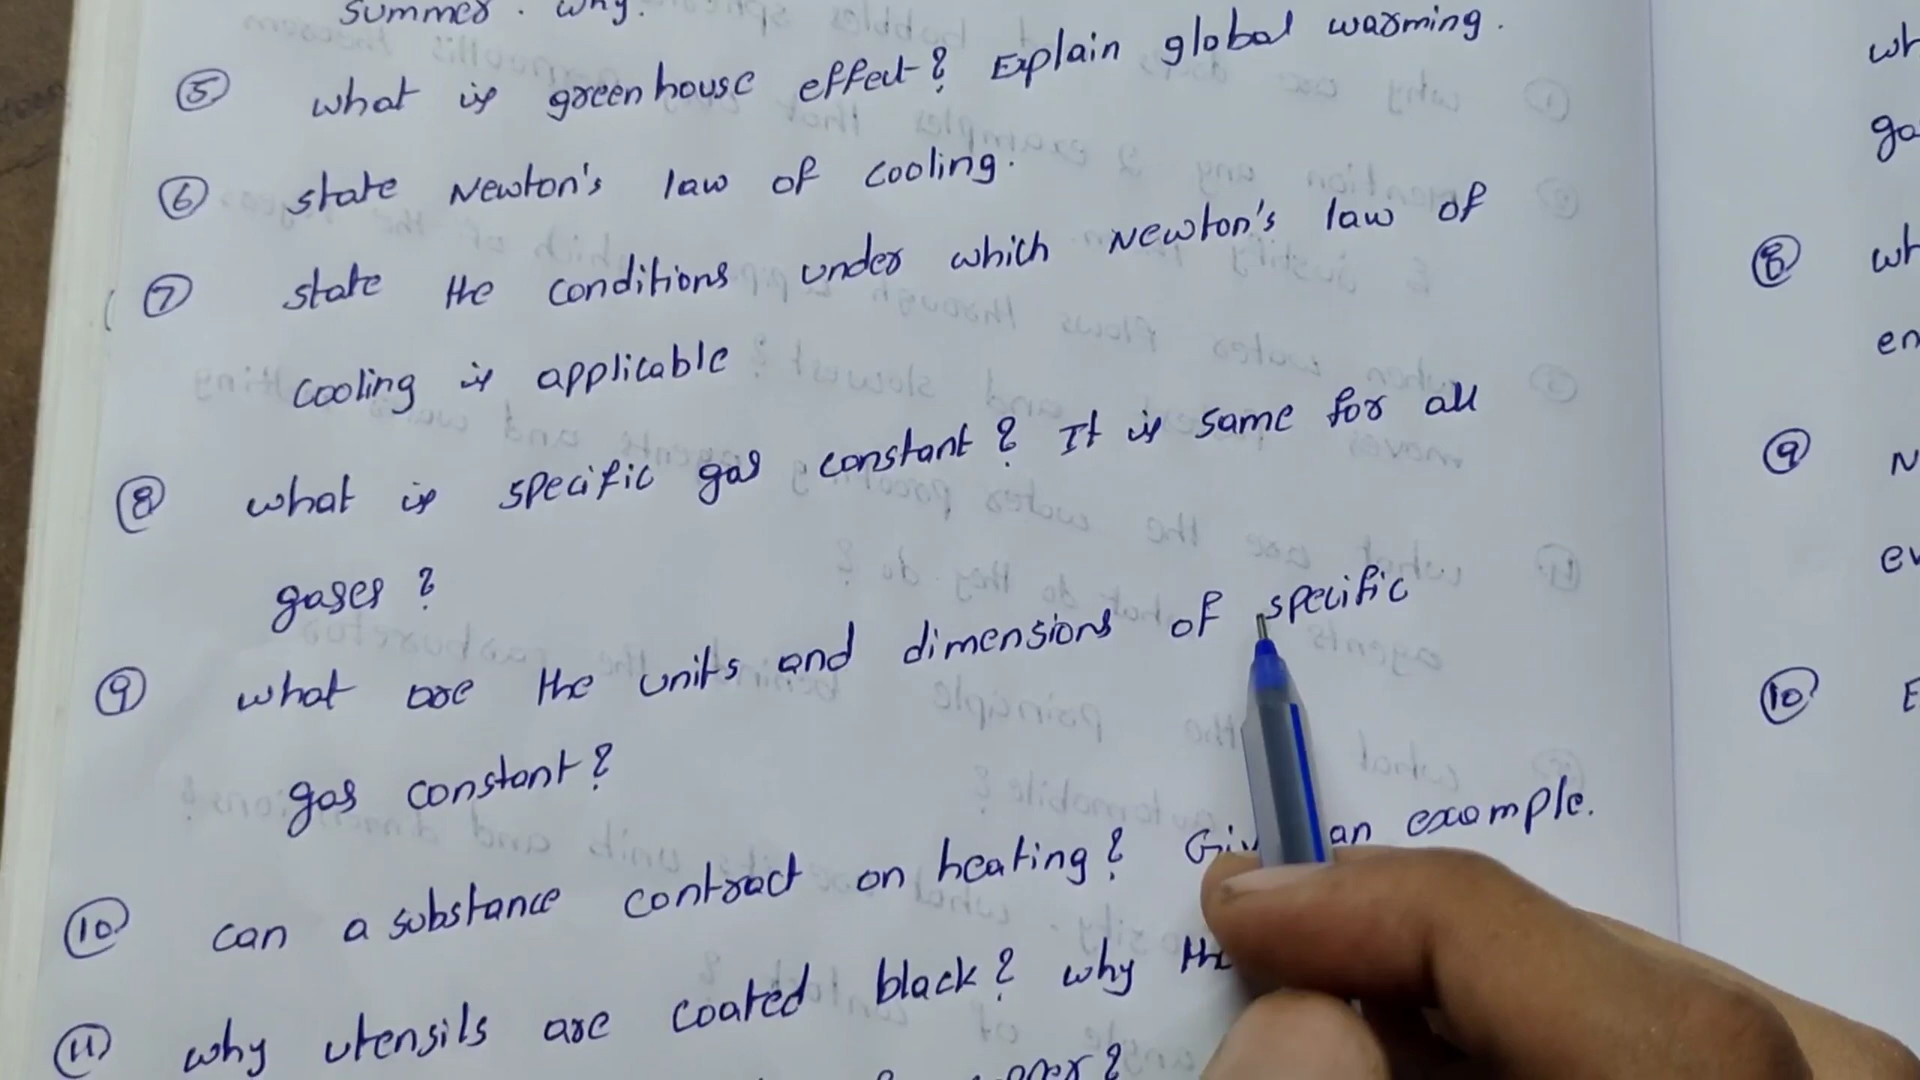 summer. why.
⑤ what is greenhouse effect? Explain global warming.
⑥ state Newton's law of cooling.
⑦ state the conditions under which Newton's law of
cooling is applicable
⑧ what is specific gas constant? It is same for all
gases?
⑨ what are the units and dimensions of specific
gas constant?
⑩ can a substance contract on heating? an example.
⑪ why utensils are coated black? why the
⑧
⑨
⑩